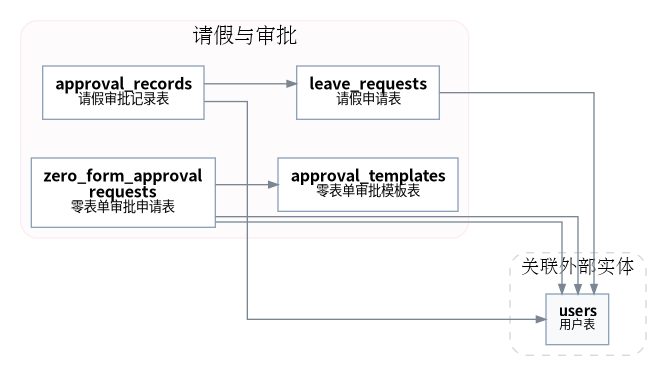 请假与审批
approval_records
请假审批记录表
leave_requests
请假申请表
zero_form_approval
requests
零表单审批申请表
approval_templates
零表单审批模板表
关联外部实体
users
用户表